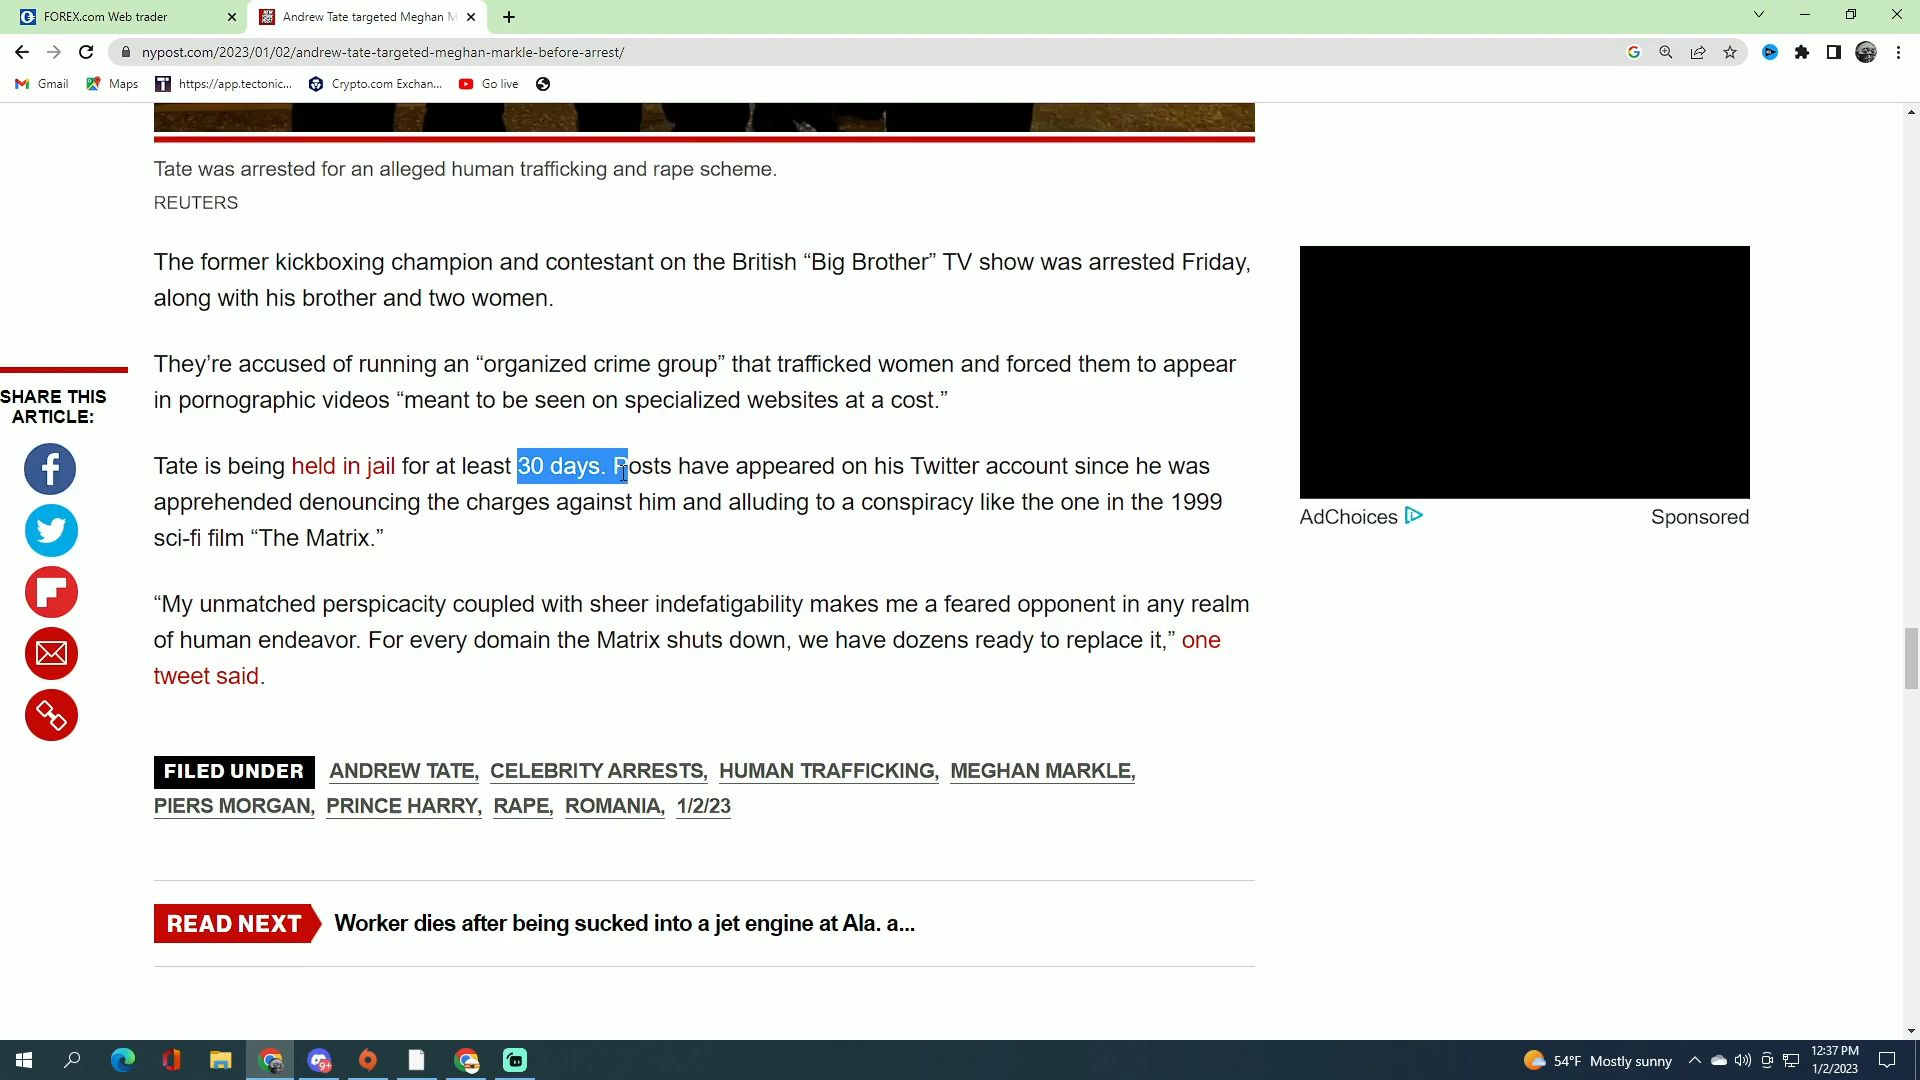 FOREX.com Web trader
Andrew Tate targeted Meghan M
nypost.com/2023/01/02/andrew-tate-targeted-meghan-markle-before-arrest/
Gmail
Maps
https://app.tectonic...
Crypto.com Exchan...
Go live
Tate was arrested for an alleged human trafficking and rape scheme.
REUTERS
The former kickboxing champion and contestant on the British “Big Brother” TV show was arrested Friday,
along with his brother and two women.
They’re accused of running an “organized crime group” that trafficked women and forced them to appear
in pornographic videos “meant to be seen on specialized websites at a cost.”
SHARE THIS
ARTICLE:
Tate is being held in jail for at least 30 days. Posts have appeared on his Twitter account since he was
apprehended denouncing the charges against him and alluding to a conspiracy like the one in the 1999
sci-fi film “The Matrix.”
AdChoices
Sponsored
“My unmatched perspicacity coupled with sheer indefatigability makes me a feared opponent in any realm
of human endeavor. For every domain the Matrix shuts down, we have dozens ready to replace it,” one
tweet said.
FILED UNDER ANDREW TATE, CELEBRITY ARRESTS, HUMAN TRAFFICKING, MEGHAN MARKLE,
PIERS MORGAN, PRINCE HARRY, RAPE, ROMANIA, 1/2/23
READ NEXT Worker dies after being sucked into a jet engine at Ala. a...
54°F Mostly sunny
12:37 PM
1/2/2023